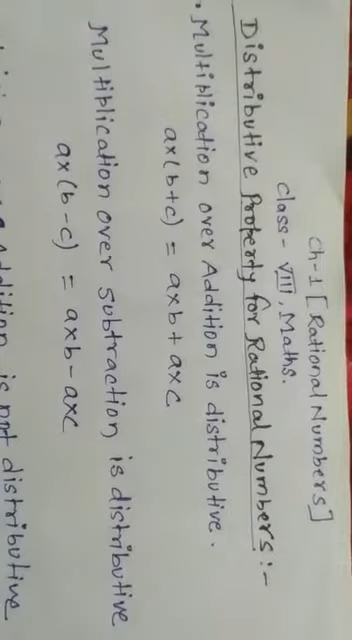 Ch-1 [Rational Numbers]
Class - VIII, Maths.
Distributive Property for Rational Numbers :-
• Multiplication over Addition is distributive.
a×(b+c) = a×b + a×c
Multiplication over subtraction is distributive
a×(b-c) = a×b - a×c
Addition is not distributive